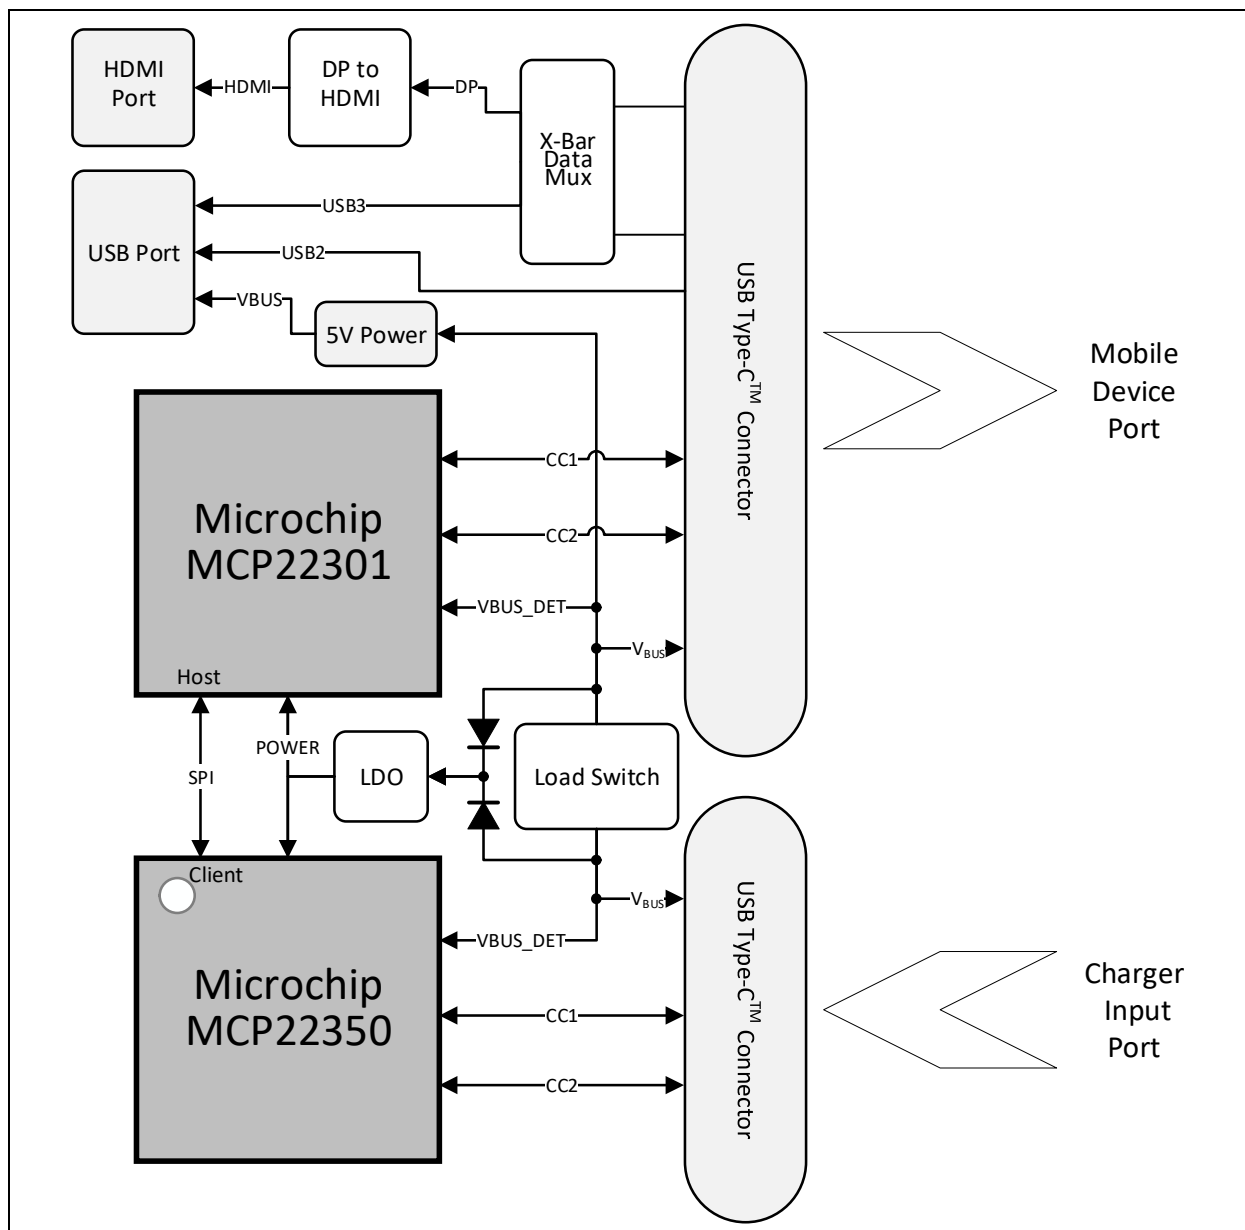 HDMI
Port
HDMI
DP to
HDMI
DP
X-Bar
Data
Mux
USB Port
USB3
USB2
VBUS
5V Power
USB Type-C™ Connector
Mobile
Device
Port
Microchip
MCP22301
Host
CC1
CC2
VBUS_DET
VBUS
POWER
SPI
LDO
Load Switch
Client
Microchip
MCP22350
VBUS
VBUS_DET
CC1
CC2
USB Type-C™ Connector
Charger
Input
Port